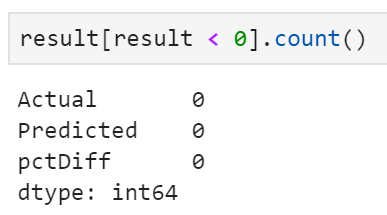 result[result < 0].count()
Actual       0
Predicted    0
pctDiff      0
dtype: int64